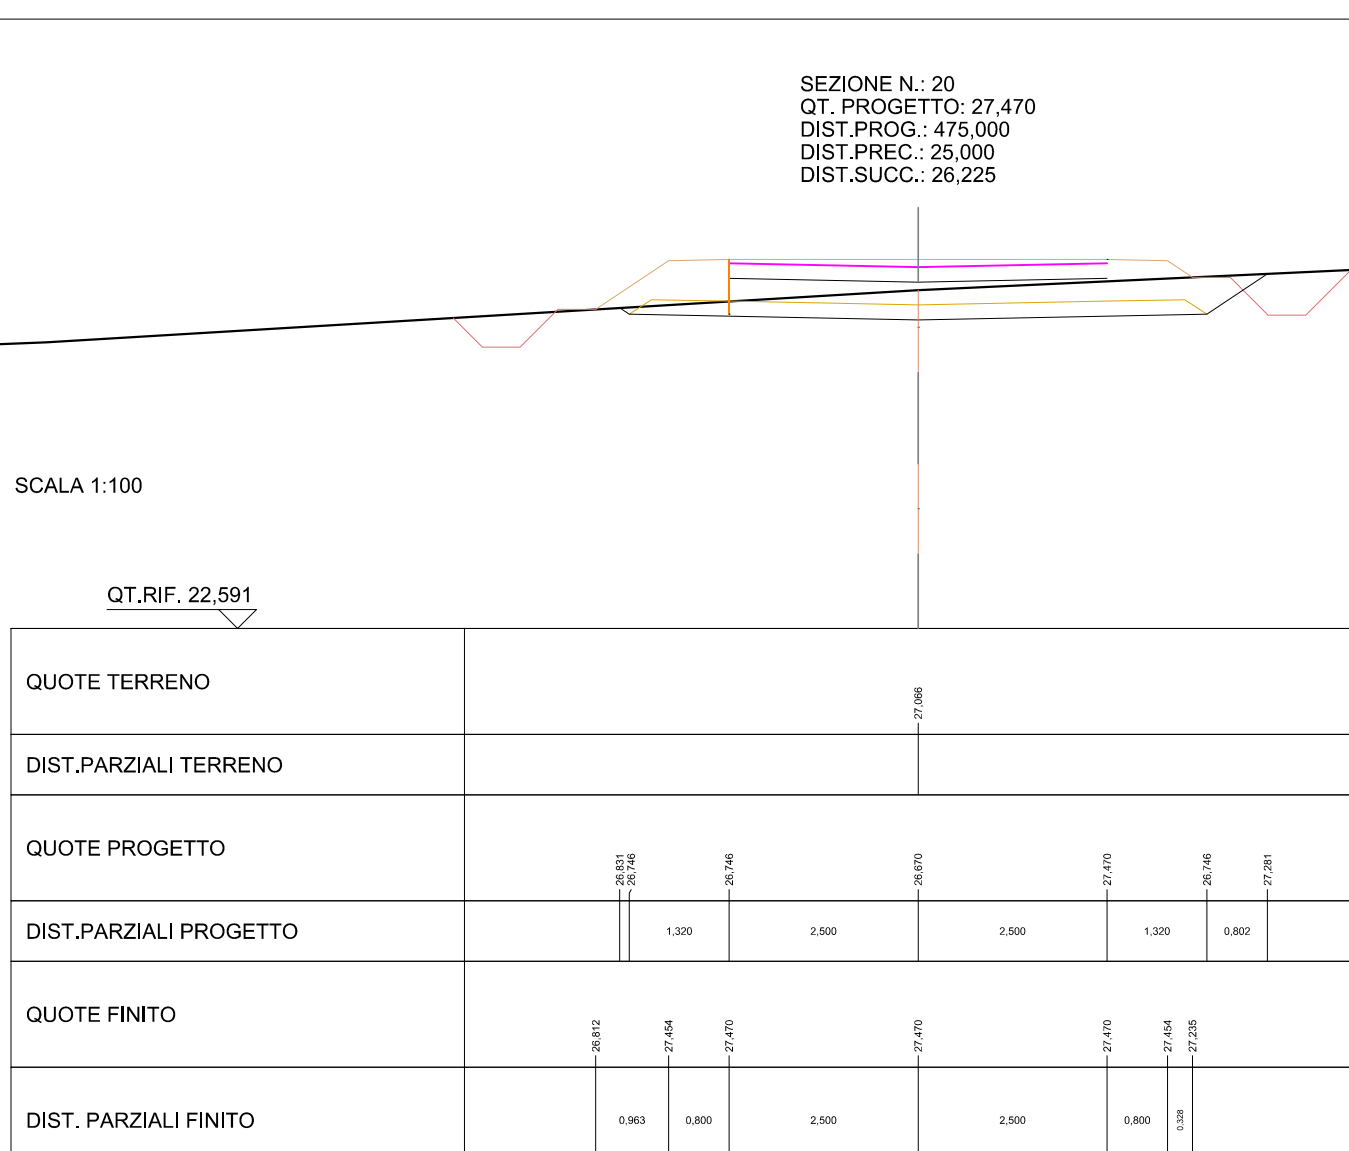 SEZIONE N.: 20
QT. PROGETTO: 27,470
DIST.PROG.: 475,000
DIST.PREC.: 25,000
DIST.SUCC.: 26,225
SCALA 1:100
QT.RIF. 22,591
QUOTE TERRENO
27,066
DIST.PARZIALI TERRENO
QUOTE PROGETTO
26,831 26,746 26,746 26,670 27,470 26,746 27,281
DIST.PARZIALI PROGETTO
1,320 2,500 2,500 1,320 0,802
QUOTE FINITO
26,812 27,454 27,470 27,470 27,470 27,454 27,235
DIST. PARZIALI FINITO
0,963 0,800 2,500 2,500 0,800 0,328